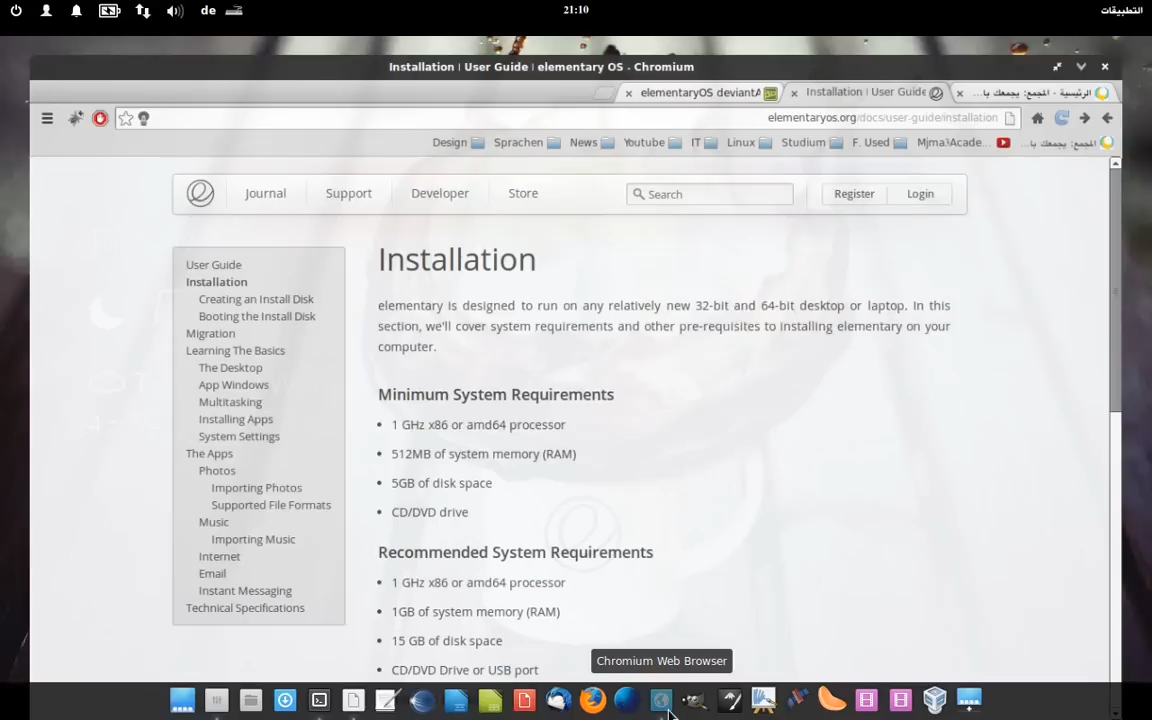 de
21:10
التطبيقات
Installation | User Guide | elementary OS - Chromium
elementaryOS deviantA
Installation | User Guide
الرئيسية - المجمع: يجمعك با...
elementaryos.org/docs/user-guide/installation
Design
Sprachen
News
Youtube
IT
Linux
Studium
F. Used
المجمع: يجمعك با...
Journal
Support
Developer
Store
Search
Register
Login
User Guide
Installation
Creating an Install Disk
Booting the Install Disk
Migration
Learning The Basics
The Desktop
App Windows
Multitasking
Installing Apps
System Settings
The Apps
Photos
Importing Photos
Supported File Formats
Music
Importing Music
Internet
Email
Instant Messaging
Technical Specifications
Installation
elementary is designed to run on any relatively new 32-bit and 64-bit desktop or laptop. In this
section, we'll cover system requirements and other pre-requisites to installing elementary on your
computer.
Minimum System Requirements
• 1 GHz x86 or amd64 processor
• 512MB of system memory (RAM)
• 5GB of disk space
• CD/DVD drive
Recommended System Requirements
• 1 GHz x86 or amd64 processor
• 1GB of system memory (RAM)
• 15 GB of disk space
• CD/DVD Drive or USB port
Chromium Web Browser